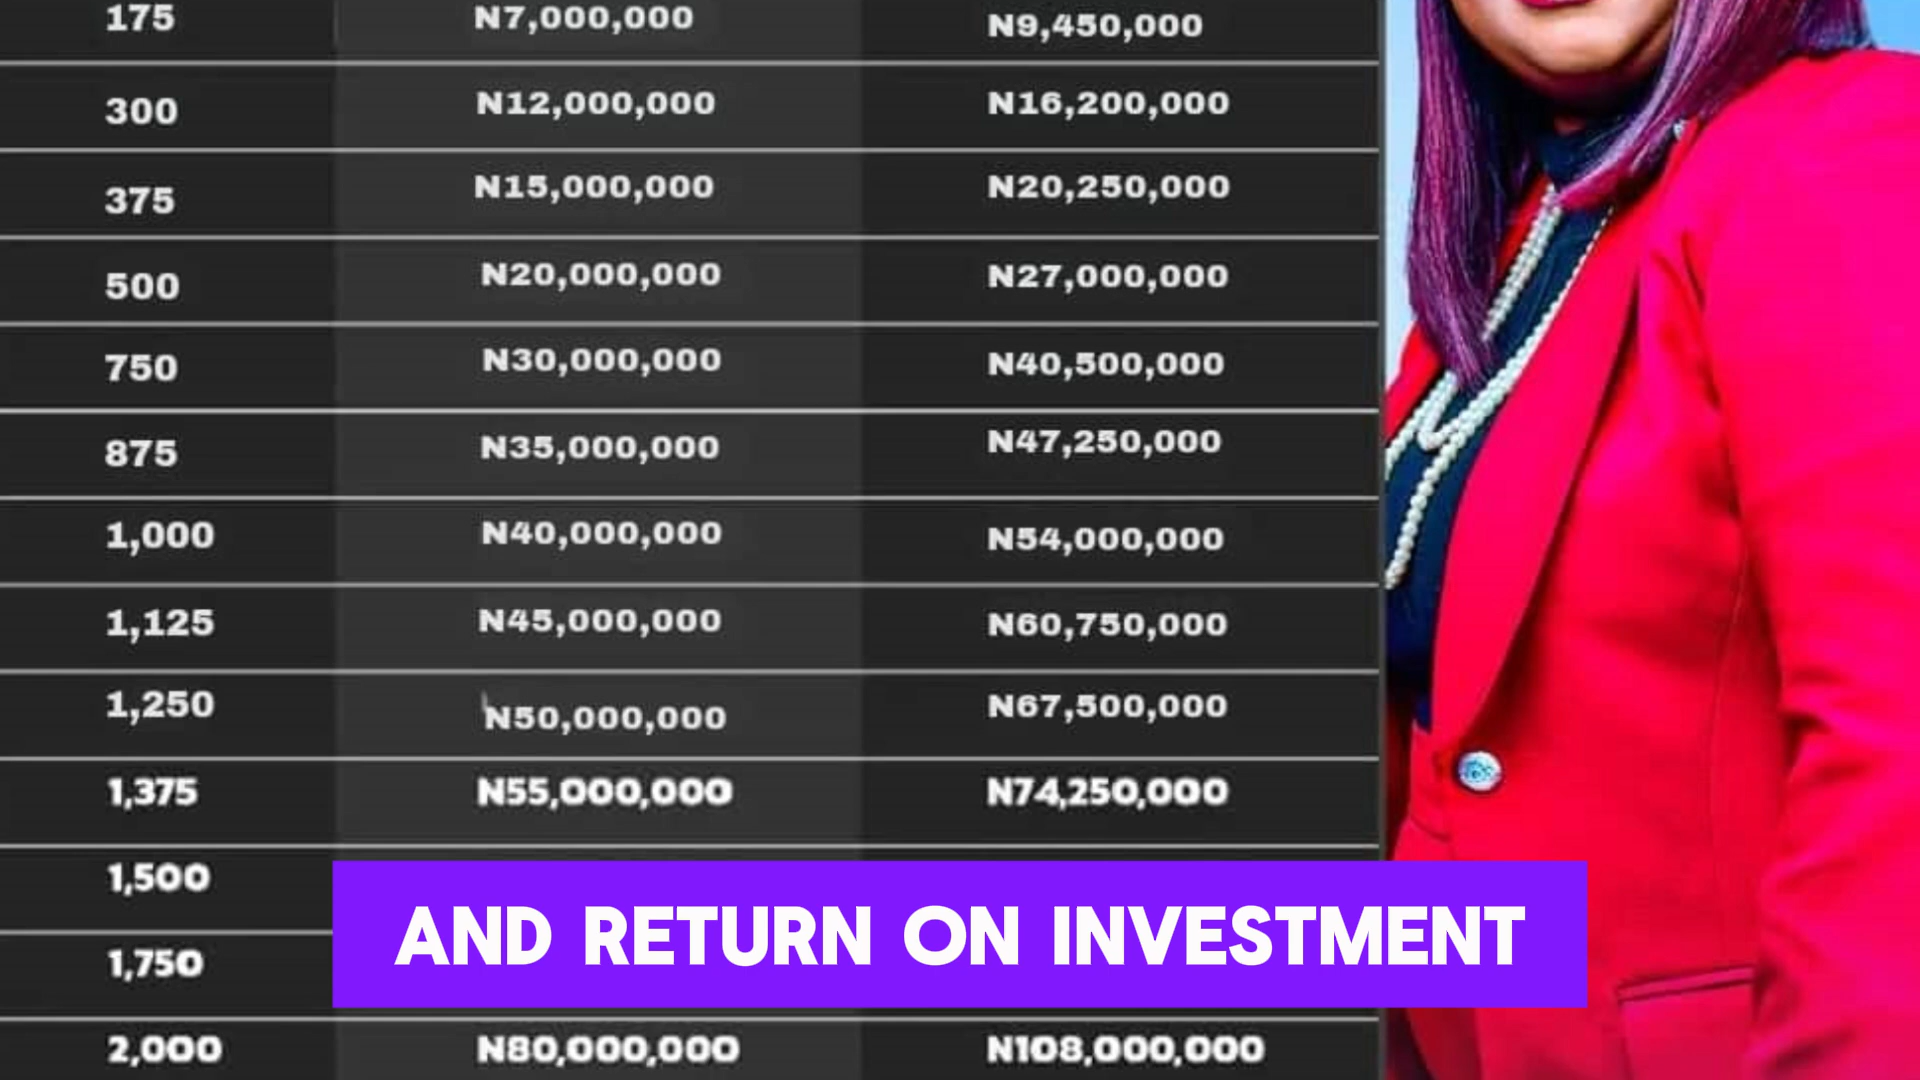 175 N7,000,000 N9,450,000
300 N12,000,000 N16,200,000
375 N15,000,000 N20,250,000
500 N20,000,000 N27,000,000
750 N30,000,000 N40,500,000
875 N35,000,000 N47,250,000
1,000 N40,000,000 N54,000,000
1,125 N45,000,000 N60,750,000
1,250 N50,000,000 N67,500,000
1,375 N55,000,000 N74,250,000
1,500
1,750
AND RETURN ON INVESTMENT
2,000 N80,000,000 N108,000,000